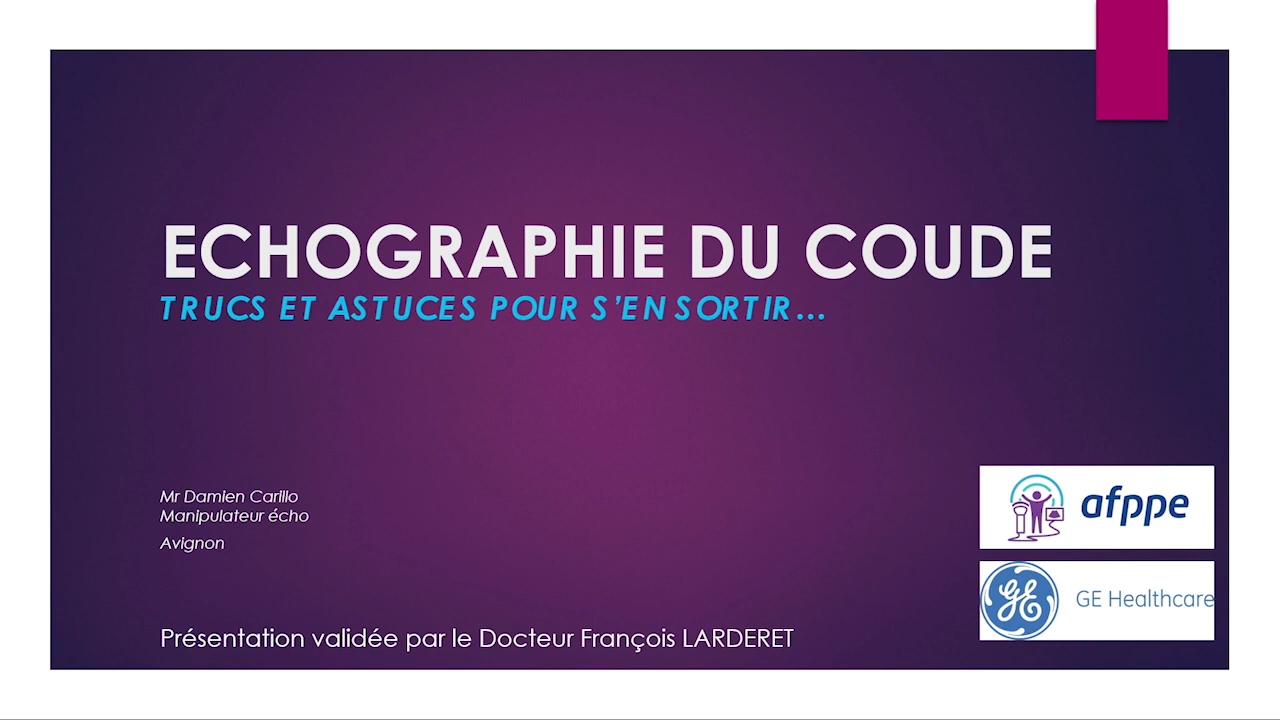 ECHOGRAPHIE DU COUDE
TRUCS ET ASTUCES POUR S'EN SORTIR...
Mr Damien Carillo
Manipulateur écho
Avignon
afppe
GE Healthcare
Présentation validée par le Docteur François LARDERET